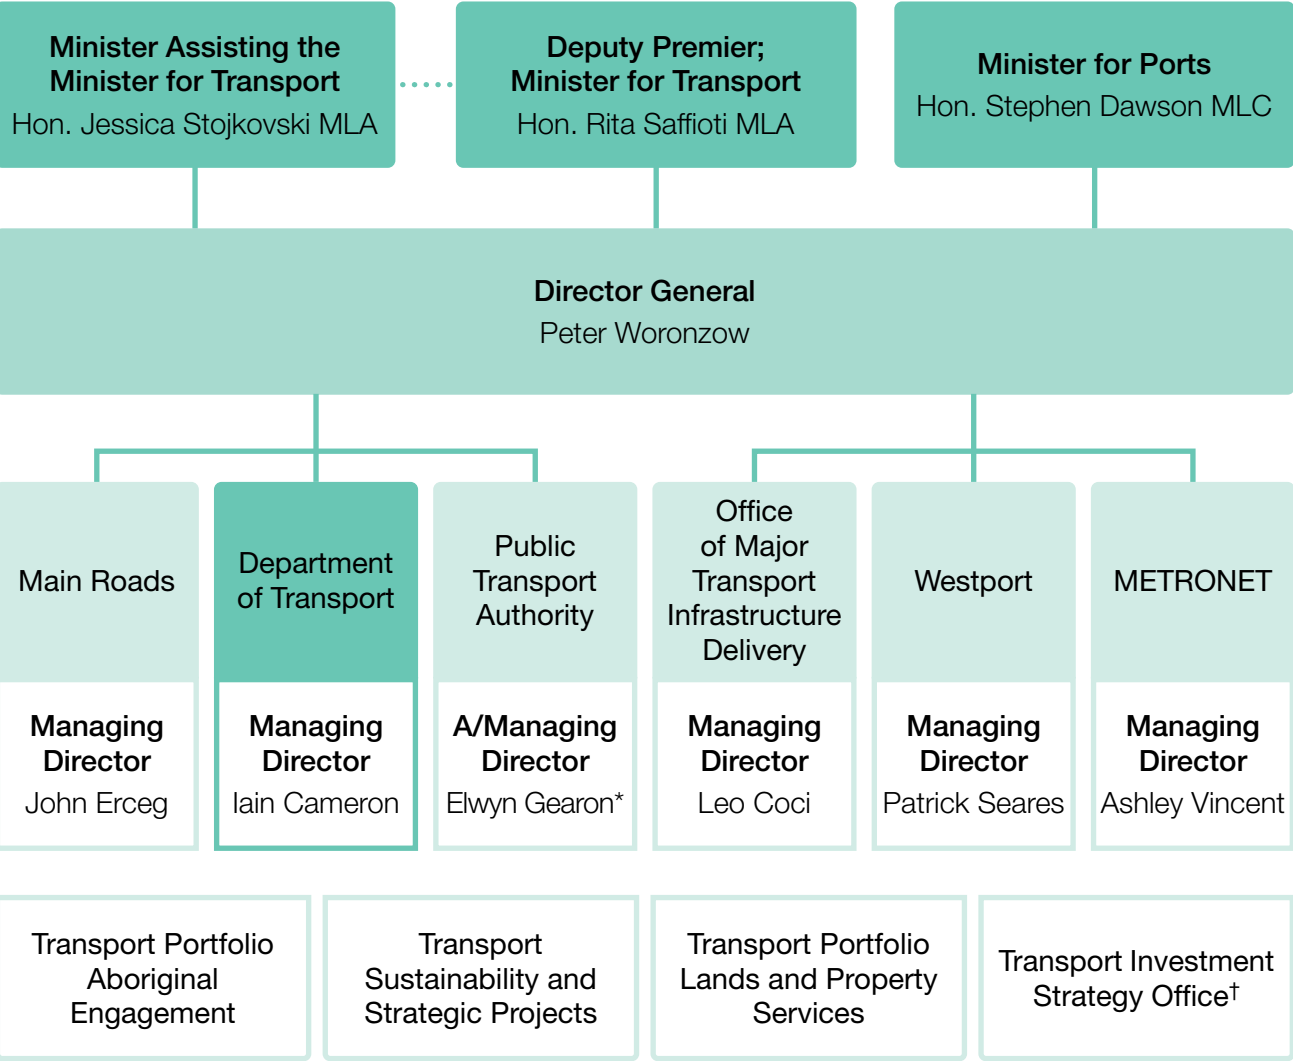 Minister Assisting the
Minister for Transport
Hon. Jessica Stojkovski MLA
Deputy Premier;
Minister for Transport
Hon. Rita Saffioti MLA
Minister for Ports
Hon. Stephen Dawson MLC
Director General
Peter Woronzow
Main Roads
Managing
Director
John Erceg
Department
of Transport
Managing
Director
Iain Cameron
Public
Transport
Authority
A/Managing
Director
Elwyn Gearon*
Office
of Major
Transport
Infrastructure
Delivery
Managing
Director
Leo Coci
Westport
Managing
Director
Patrick Seares
METRONET
Managing
Director
Ashley Vincent
Transport Portfolio
Aboriginal
Engagement
Transport
Sustainability and
Strategic Projects
Transport Portfolio
Lands and Property
Services
Transport Investment
Strategy Office†